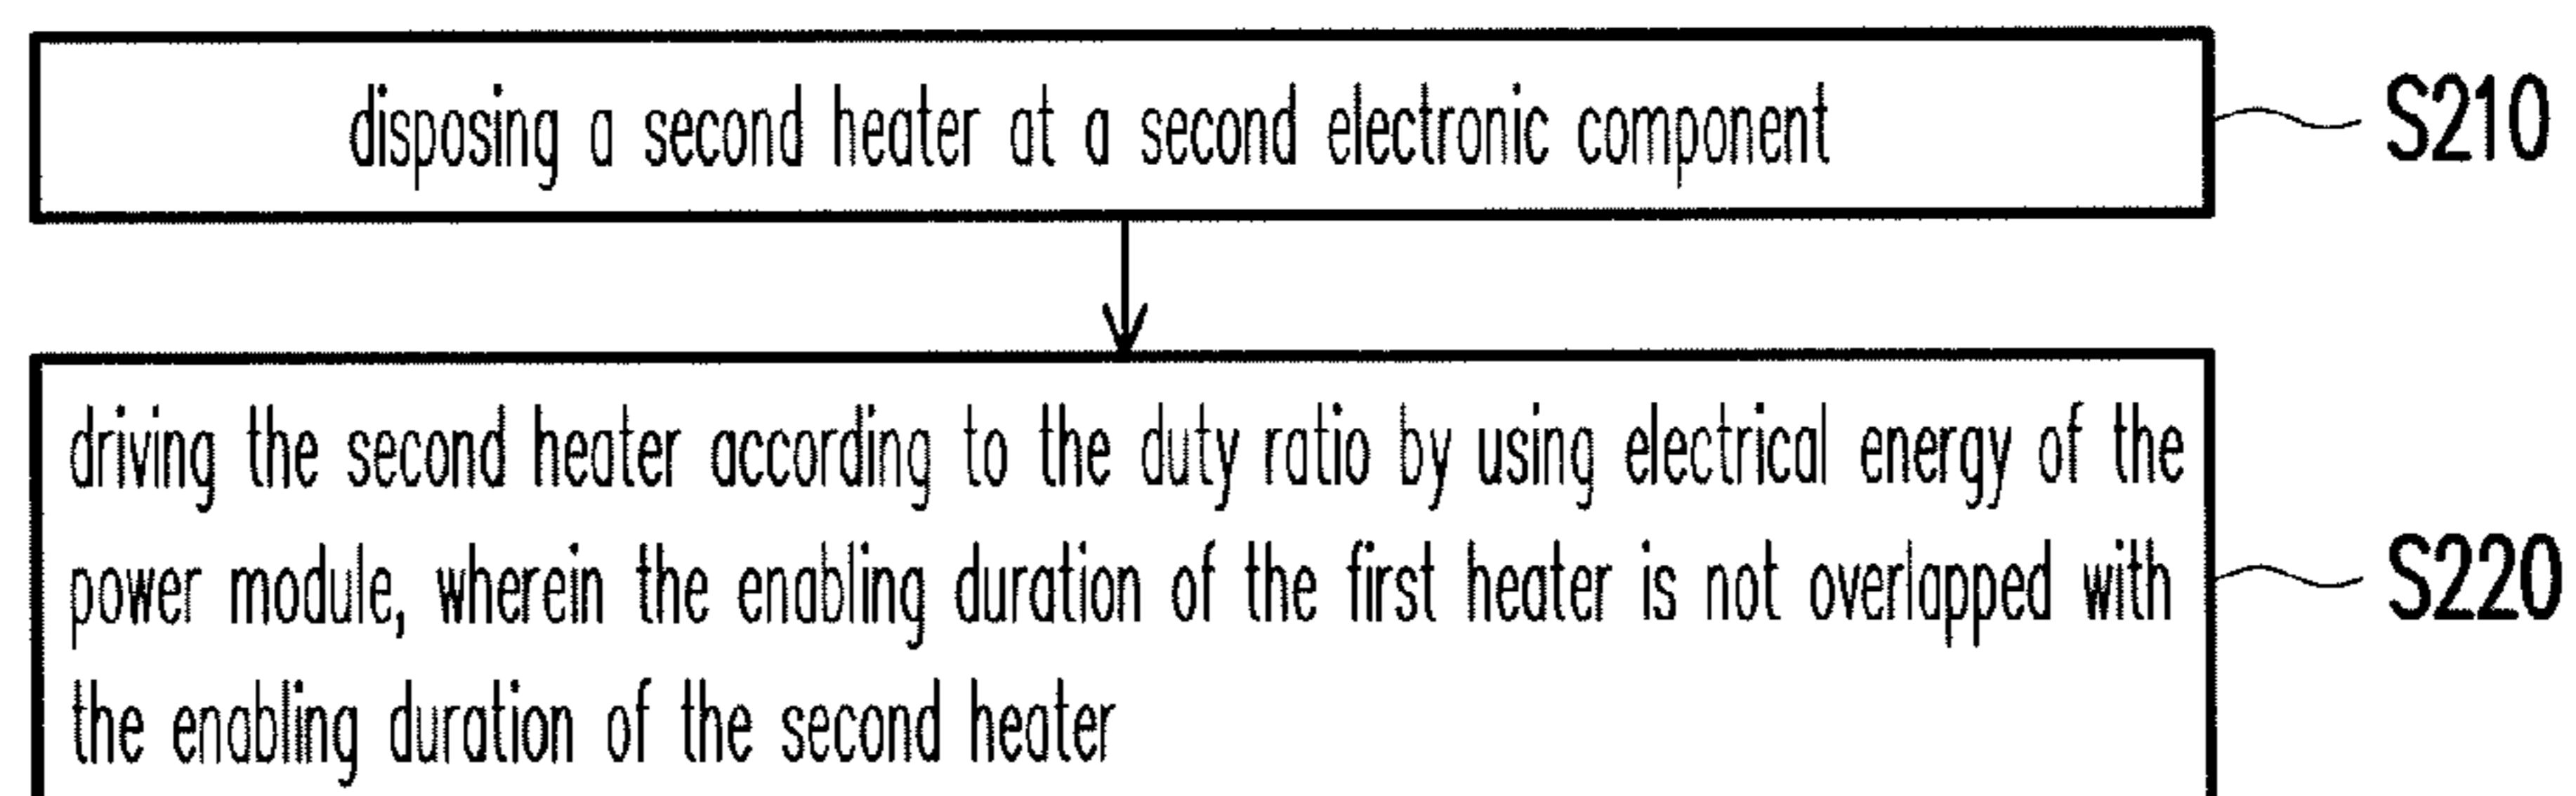 disposing a second heater at a second electronic component
S210
driving the second heater according to the duty ratio by using electrical energy of the
power module, wherein the enabling duration of the first heater is not overlapped with
the enabling duration of the second heater
S220